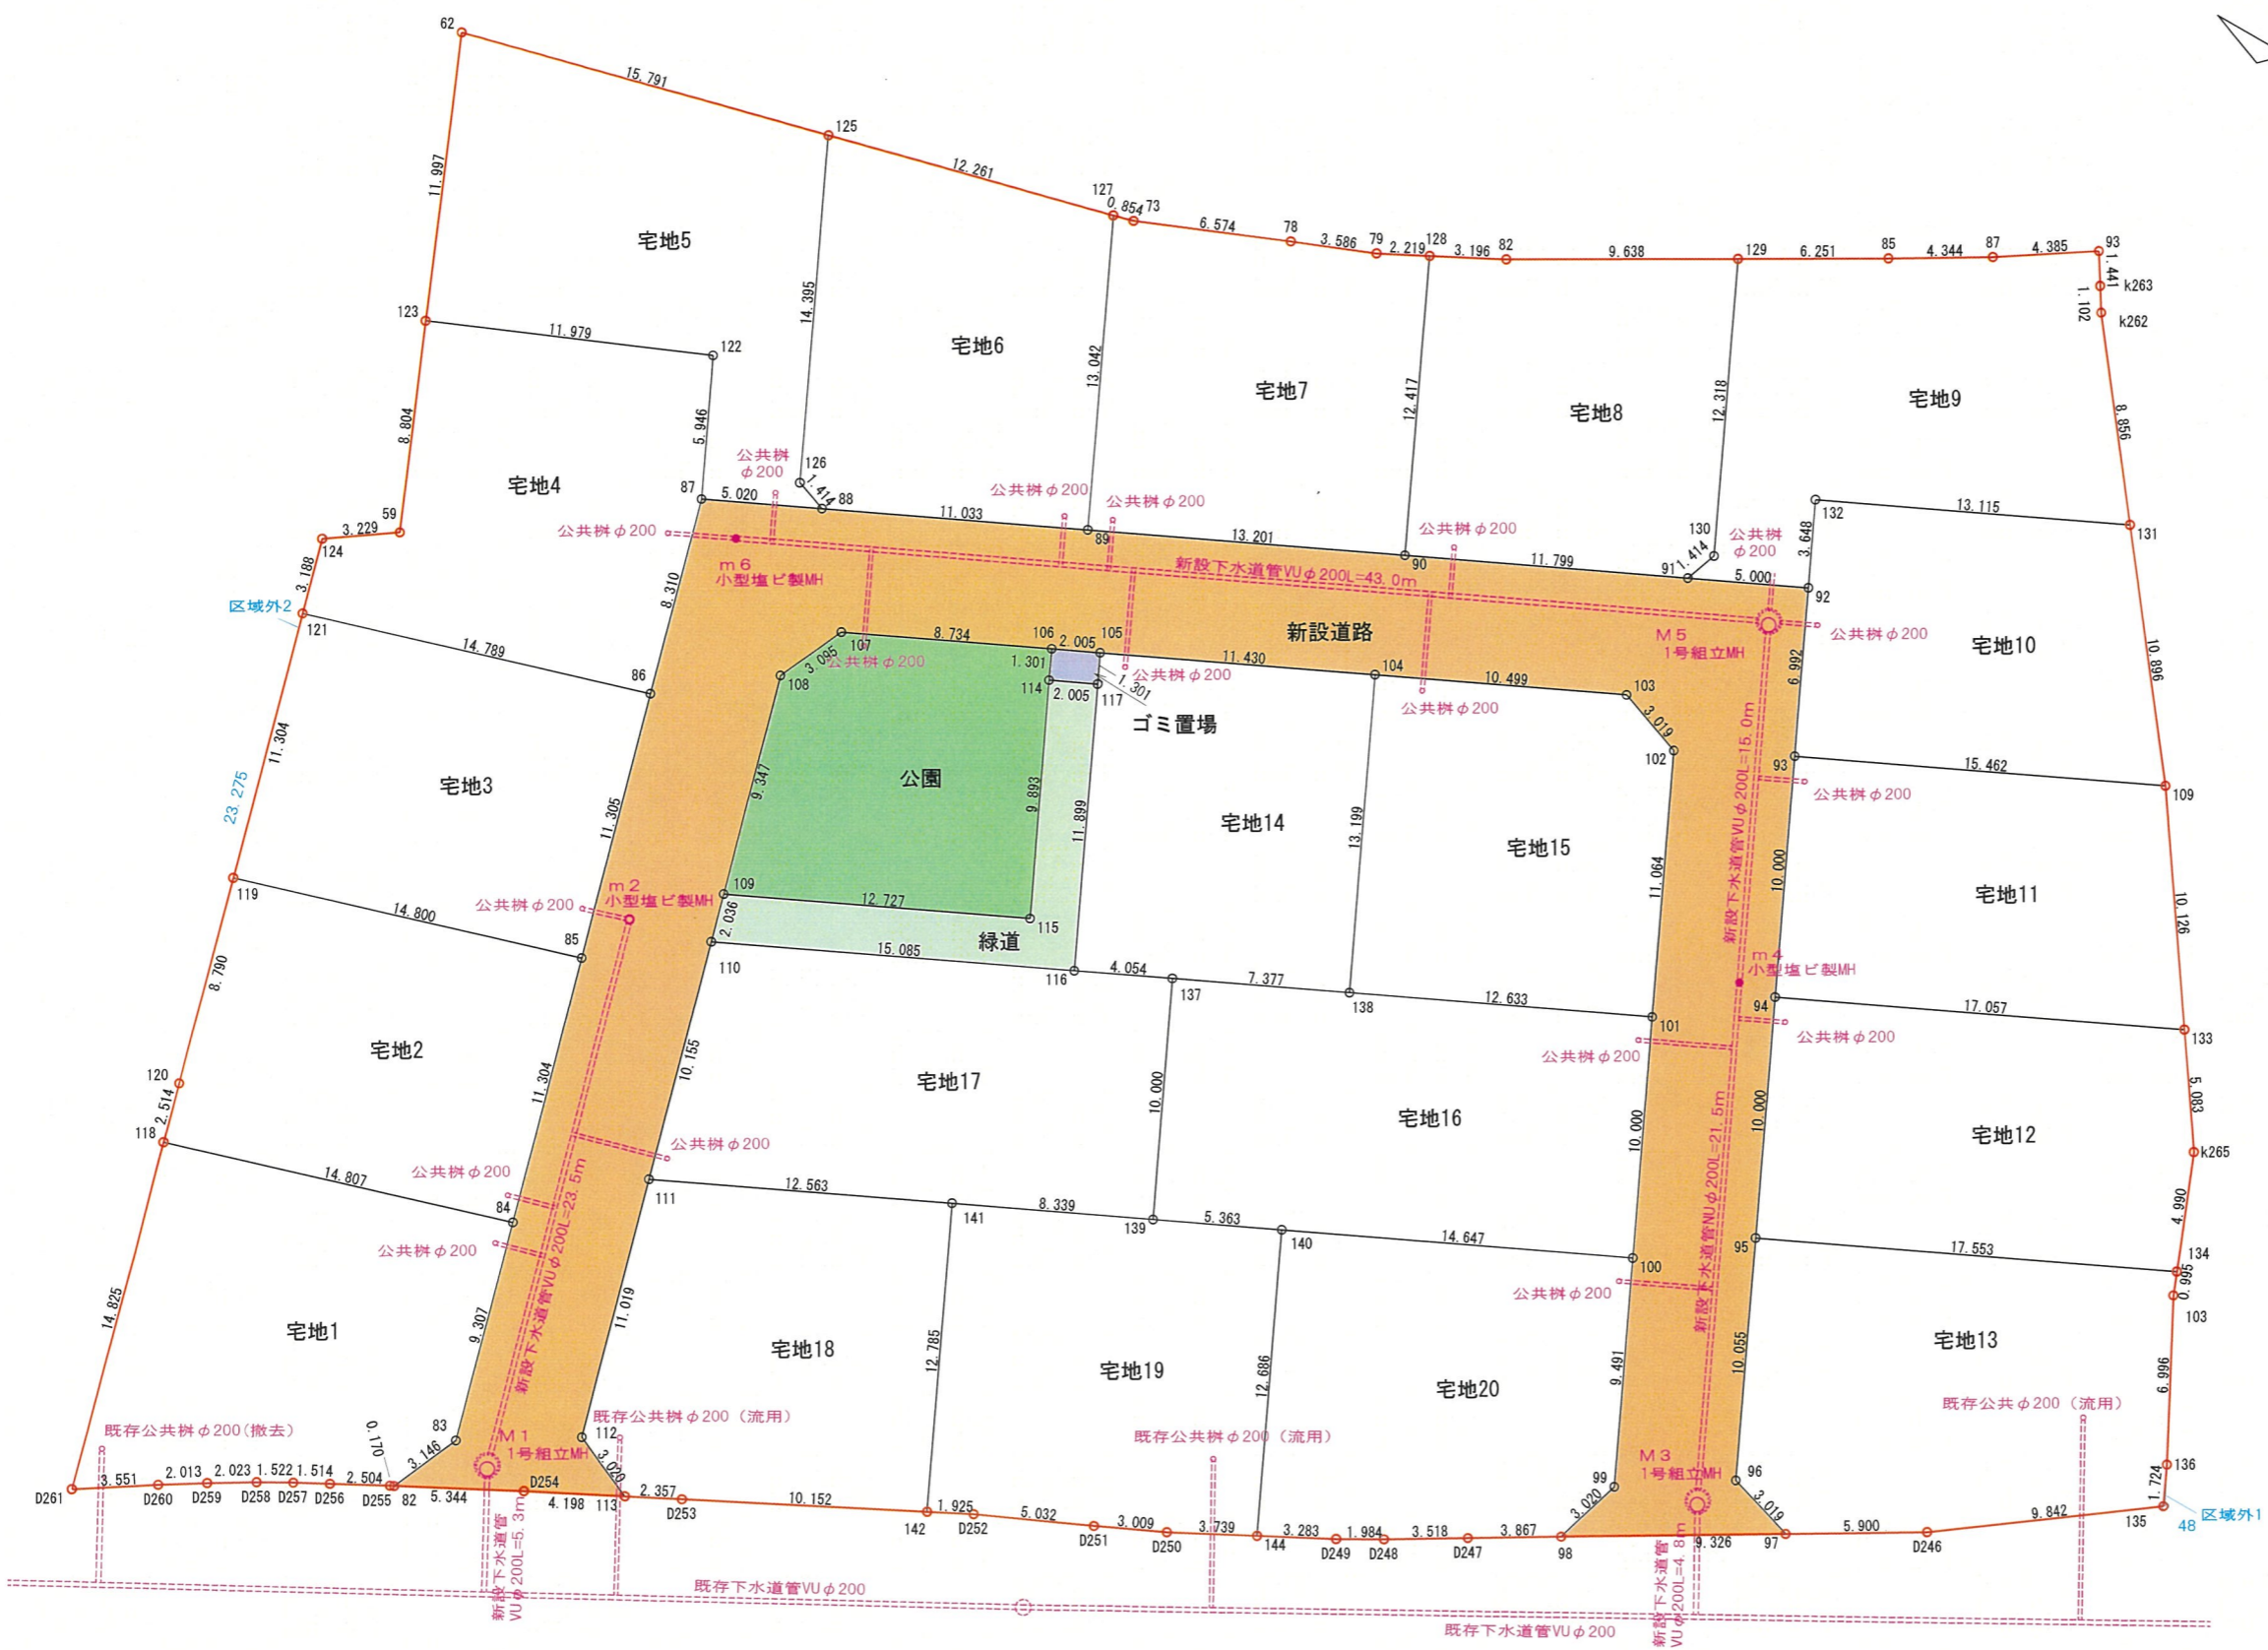 62
15.791
125
12.261
127
0.854
73
6.574
78
3.586
79
2.219
128
3.196
82
9.638
129
6.251
85
4.344
87
4.385
93
1.441
k263
1.102
k262
8.856
11.997
宅地5
14.395
宅地6
13.042
宅地7
12.417
宅地8
12.318
宅地9
123
11.979
122
5.946
8.804
宅地4
59
3.229
124
3.188
区域外2
121
87
5.020
公共桝
φ200
126
1.414
88
11.033
公共桝φ200
公共桝φ200
89
13.201
公共桝φ200
90
11.799
130
1.414
91
公共桝
φ200
5.000
132
3.648
13.115
131
92
公共桝φ200
m6
小型塩ビ製MH
新設下水道管VUφ200L=43.0m
新設道路
M5
1号組立MH
公共桝φ200
宅地10
6.992
10.896
8.310
14.789
86
107
8.734
106
2.005
105
11.430
104
10.499
103
3.019
102
3.095
公共桝φ200
108
1.301
114
2.005
117
1.301
公共桝φ200
ゴミ置場
公共桝φ200
93
15.462
109
公共桝φ200
11.304
23.275
宅地3
11.305
9.347
公園
9.893
11.899
宅地14
13.199
宅地15
11.064
新設下水道管VUφ200L=15.0m
10.000
宅地11
10.126
119
14.800
公共桝φ200
m2
小型塩ビ製MH
85
109
12.727
2.036
115
緑道
15.085
110
116
4.054
137
7.377
138
12.633
101
m4
小型塩ビ製MH
94
17.057
133
公共桝φ200
公共桝φ200
8.790
宅地2
120
2.514
118
11.304
10.155
宅地17
10.000
宅地16
10.000
新設下水道管NUφ200L=21.5m
10.000
宅地12
5.083
k265
4.990
14.807
公共桝φ200
公共桝φ200
84
公共桝φ200
新設下水道管VUφ200L=23.5m
111
12.563
141
8.339
139
5.363
140
14.647
100
公共桝φ200
95
17.553
134
0.995
103
14.825
宅地1
9.307
11.019
宅地18
12.785
宅地19
12.686
宅地20
9.491
10.055
宅地13
6.996
既存公共桝φ200(撤去)
0.170
83
3.146
M1
1号組立MH
112
既存公共桝φ200(流用)
3.020
既存公共桝φ200(流用)
M3
1号組立MH
99
3.020
96
3.019
既存公共桝φ200(流用)
136
1.724
135
48
区域外1
D261
3.551
D260
2.013
D259
2.023
D258
1.522
D257
1.514
D256
2.504
D255
82
5.344
D254
4.198
113
2.357
D253
10.152
142
1.925
D252
5.032
D251
3.009
D250
3.739
144
3.283
D249
1.984
D248
3.518
D247
3.867
98
9.326
97
5.900
D246
9.842
新設下水道管
VUφ200L=5.3m
既存下水道管VUφ200
新設下水道管
VUφ200L=4.8m
既存下水道管VUφ200